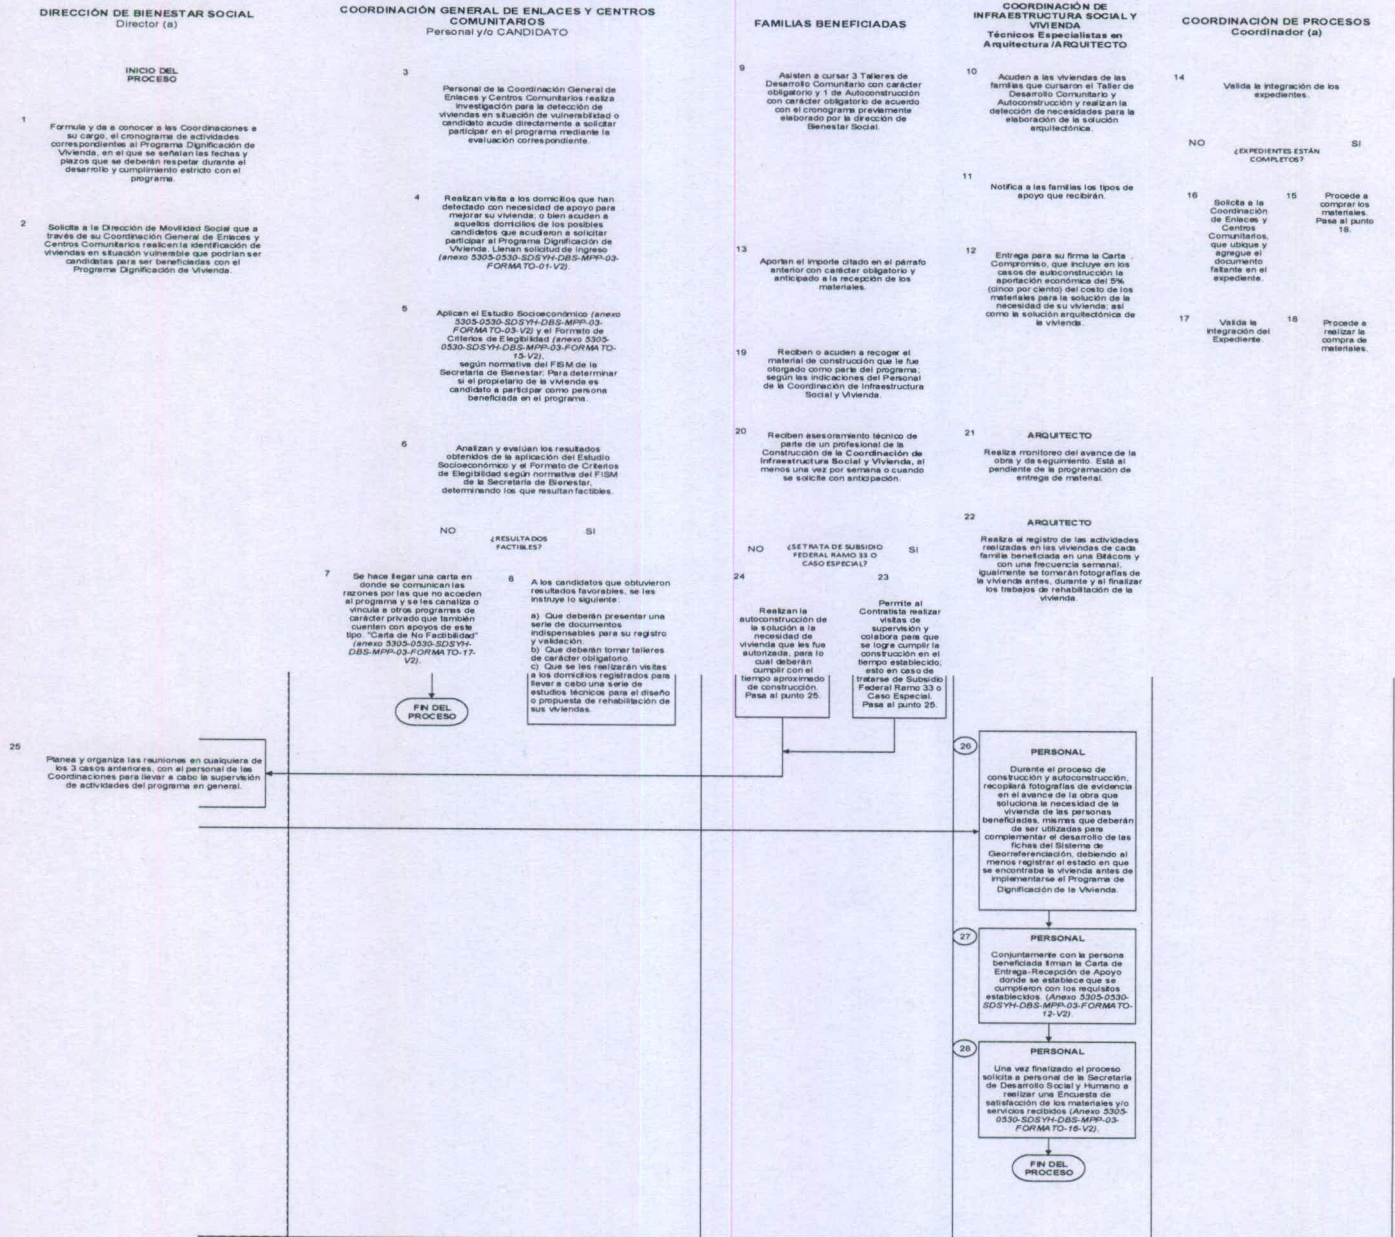 DIRECCIÓN DE BIENESTAR SOCIAL
Director (a)
INICIO DEL
PROCESO
1
Formula y da a conocer a las Coordinaciones a
su cargo, el cronograma de actividades
correspondientes al Programa Dignificación de
Vivienda, en el que se señalan las fechas y
plazos que se deberán respetar durante el
desarrollo y cumplimiento estricto con el
programa.
2
Solicita a la Dirección de Movilidad Social que a
través de su Coordinación General de Enlaces y
Centros Comunitarios realicen la identificación de
viviendas en situación vulnerable que podrían ser
candidatas para ser beneficiadas con el
Programa Dignificación de Vivienda.
25
Planea y organiza las reuniones en cualquiera de
los 3 casos anteriores, con el personal de las
Coordinaciones para llevar a cabo la supervisión
de actividades del programa en general.
COORDINACIÓN GENERAL DE ENLACES Y CENTROS
COMUNITARIOS
Personal y/o CANDIDATO
3
Personal de la Coordinación General de
Enlaces y Centros Comunitarios realiza
investigación para la detección de
viviendas en situación de vulnerabilidad o
candidato acude directamente a solicitar
participar en el programa mediante la
evaluación correspondiente.
4
Realizan visita a los domicilios que han
detectado con necesidad de apoyo para
mejorar su vivienda; o bien acuden a
aquellos domicilios de los posibles
candidatos que acudieron a solicitar
participar al Programa Dignificación de
Vivienda. Llenan solicitud de ingreso
(anexo 5305-0530-SDSYH-DBS-MPP-03-
FORMATO-01-V2).
5
Aplican el Estudio Socioeconómico (anexo
5305-0530-SDSYH-DBS-MPP-03-
FORMATO-03-V2) y el Formato de
Criterios de Elegibilidad (anexo 5305-
0530-SDSYH-DBS-MPP-03-FORMATO-
15-V2).
según normativa del FISM de la
Secretaría de Bienestar; Para determinar
si el propietario de la vivienda es
candidato a participar como persona
beneficiada en el programa.
6
Analizan y evalúan los resultados
obtenidos de la aplicación del Estudio
Socioeconómico y el Formato de Criterios
de Elegibilidad según normativa del FISM
de la Secretaría de Bienestar,
determinando los que resultan factibles.
NO
¿RESULTADOS
FACTIBLES?
SI
7
Se hace llegar una carta en
donde se comunican las
razones por las que no acceden
al programa y se les canaliza o
vincula a otros programas de
carácter privado que también
cuenten con apoyos de este
tipo. "Carta de No Factibilidad"
(anexo 5305-0530-SDSYH-
DBS-MPP-03-FORMATO-17-
V2).
FIN DEL
PROCESO
8
A los candidatos que obtuvieron
resultados favorables, se les
instruye lo siguiente:
a) Que deberán presentar una
serie de documentos
indispensables para su registro
y validación.
b) Que deberán tomar talleres
de carácter obligatorio.
c) Que se les realizarán visitas
a los domicilios registrados para
llevar a cabo una serie de
estudios técnicos para el diseño
o propuesta de rehabilitación de
sus viviendas.
FAMILIAS BENEFICIADAS
9
Asisten a cursar 3 Talleres de
Desarrollo Comunitario con carácter
obligatorio y 1 de Autoconstrucción
con carácter obligatorio de acuerdo
con el cronograma previamente
elaborado por la dirección de
Bienestar Social.
13
Aportan el importe citado en el párrafo
anterior con carácter obligatorio y
anticipado a la recepción de los
materiales.
19
Reciben o acuden a recoger el
material de construcción que le fue
otorgado como parte del programa;
según las indicaciones del Personal
de la Coordinación de Infraestructura
Social y Vivienda.
20
Reciben asesoramiento técnico de
parte de un profesional de la
Construcción de la Coordinación de
Infraestructura Social y Vivienda, al
menos una vez por semana o cuando
se solicite con anticipación.
NO
¿SE TRATA DE SUBSIDIO
FEDERAL RAMO 33 O
CASO ESPECIAL?
SI
24
Realizan la
autoconstrucción de
la solución a la
necesidad de
vivienda que les fue
autorizada, para lo
cual deberán
cumplir con el
tiempo aproximado
de construcción.
Pasa al punto 25.
23
Permite al
Contratista realizar
visitas de
supervisión y
colabora para que
se logre cumplir la
construcción en el
tiempo establecido;
esto en caso de
tratarse de Subsidio
Federal Ramo 33 o
Caso Especial.
Pasa al punto 25.
COORDINACIÓN DE
INFRAESTRUCTURA SOCIAL Y
VIVIENDA
Técnicos Especialistas en
Arquitectura /ARQUITECTO
10
Acuden a las viviendas de las
familias que cursaron el Taller de
Desarrollo Comunitario y
Autoconstrucción y realizan la
detección de necesidades para la
elaboración de la solución
arquitectónica.
11
Notifica a las familias los tipos de
apoyo que recibirán.
12
Entrega para su firma la Carta
Compromiso, que incluye en los
casos de autoconstrucción la
aportación económica del 5%
(cinco por ciento) del costo de los
materiales para la solución de la
necesidad de su vivienda; así
como la solución arquitectónica de
la vivienda.
21
ARQUITECTO
Realiza monitoreo del avance de la
obra y da seguimiento. Está al
pendiente de la programación de
entrega de material.
22
ARQUITECTO
Realiza el registro de las actividades
realizadas en las viviendas de cada
familia beneficiada en una Bitácora y
con una frecuencia semanal,
igualmente se tomarán fotografías de
la vivienda antes, durante y al finalizar
los trabajos de rehabilitación de la
vivienda.
26
PERSONAL
Durante el proceso de
construcción y autoconstrucción,
recopilará fotografías de evidencia
en el avance de la obra que
soluciona la necesidad de la
vivienda de las personas
beneficiadas, mismas que deberán
de ser utilizadas para
complementar el desarrollo de las
fichas del Sistema de
Georreferenciación, debiendo al
menos registrar el estado en que
se encontraba la vivienda antes de
implementarse el Programa de
Dignificación de la Vivienda.
27
PERSONAL
Conjuntamente con la persona
beneficiada firman la Carta de
Entrega-Recepción de Apoyo
donde se establece que se
cumplieron con los requisitos
establecidos. (Anexo 5305-0530-
SDSYH-DBS-MPP-03-FORMATO-
12-V2).
28
PERSONAL
Una vez finalizado el proceso
solicita a personal de la Secretaría
de Desarrollo Social y Humano a
realizar una Encuesta de
satisfacción de los materiales y/o
servicios recibidos (Anexo 5305-
0530-SDSYH-DBS-MPP-03-
FORMATO-16-V2).
FIN DEL
PROCESO
COORDINACIÓN DE PROCESOS
Coordinador (a)
14
Valida la integración de los
expedientes.
NO
¿EXPEDIENTES ESTÁN
COMPLETOS?
SI
16
Solicita a la
Coordinación
de Enlaces y
Centros
Comunitarios,
que ubique y
agregue el
documento
faltante en el
expediente.
15
Procede a
comprar los
materiales.
Pasa al punto
18.
17
Valida la
integración del
Expediente.
18
Procede a
realizar la
compra de
materiales.